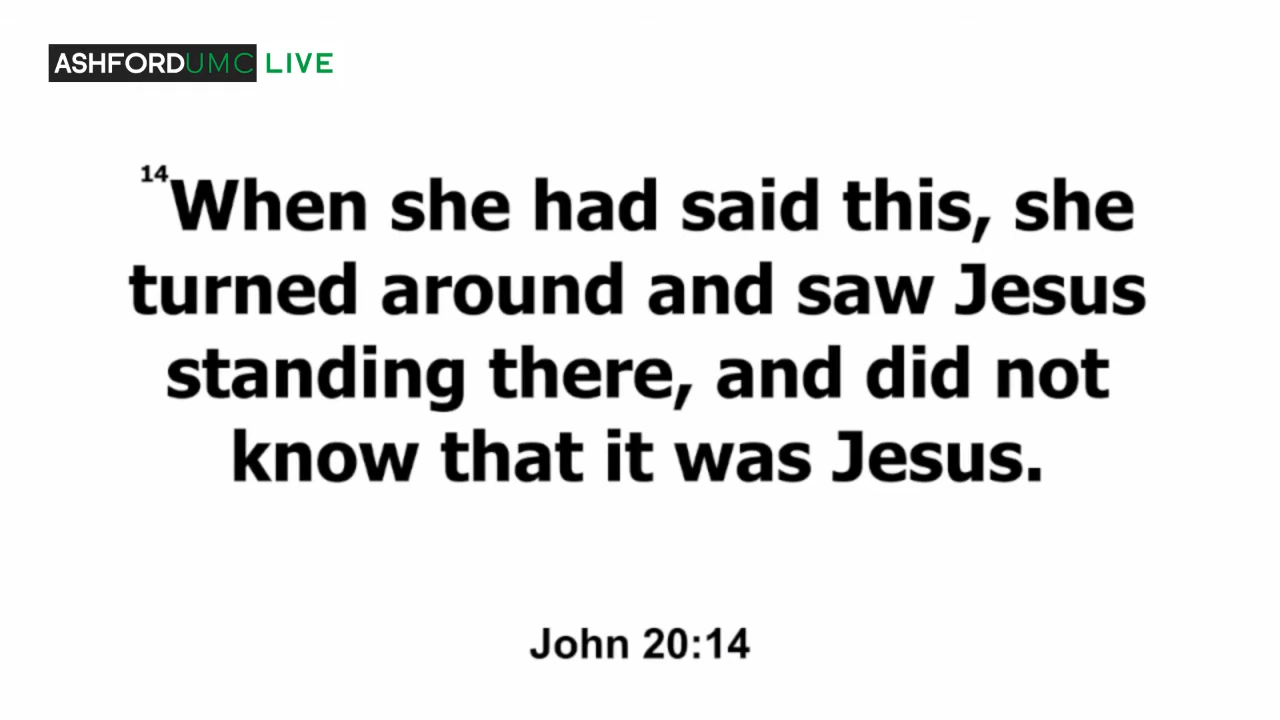 ASHFORDUMC LIVE
14When she had said this, she
turned around and saw Jesus
standing there, and did not
know that it was Jesus.
John 20:14